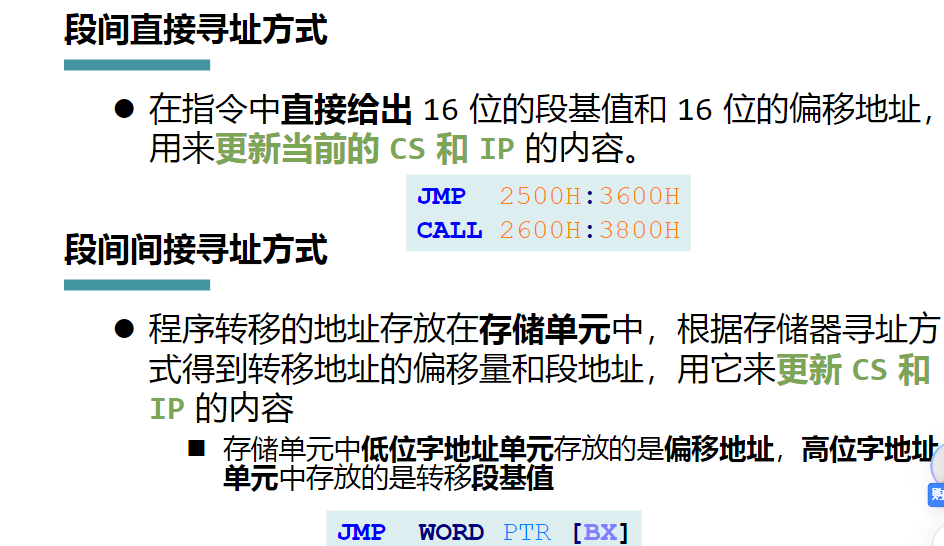 段间直接寻址方式
● 在指令中直接给出 16 位的段基值和 16 位的偏移地址，
用来更新当前的 CS 和 IP 的内容。
JMP 2500H:3600H
CALL 2600H:3800H
段间间接寻址方式
● 程序转移的地址存放在存储单元中，根据存储器寻址方
式得到转移地址的偏移量和段地址，用它来更新 CS 和
IP 的内容
■ 存储单元中低位字地址单元存放的是偏移地址，高位字地址
单元中存放的是转移段基值
购
JMP WORD PTR [BX]